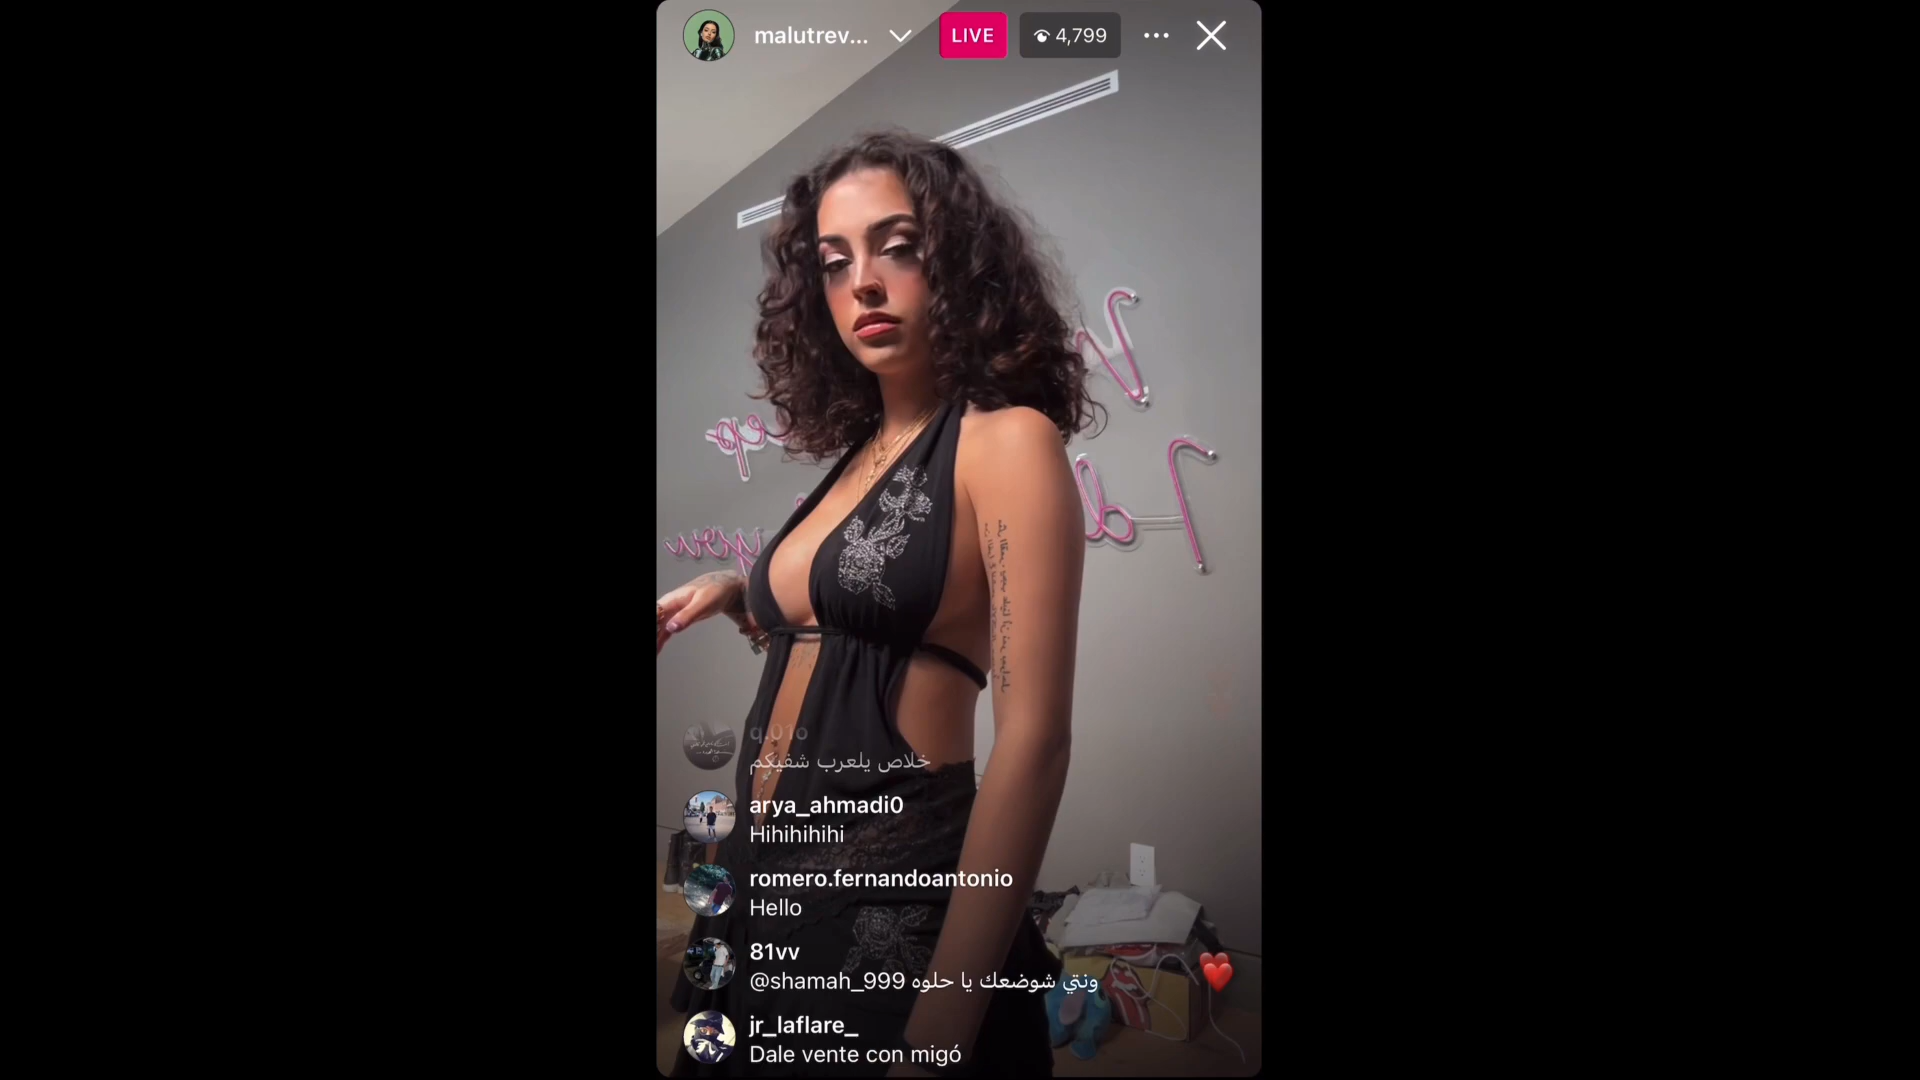 malutrev...
LIVE
4,799
q.01o
خلاص يلعرب شفيكم
arya_ahmadi0
Hihihihihi
romero.fernandoantonio
Hello
81vv
@shamah_999 ونتي شوضعك يا حلوه
jr_laflare_
Dale vente con migó